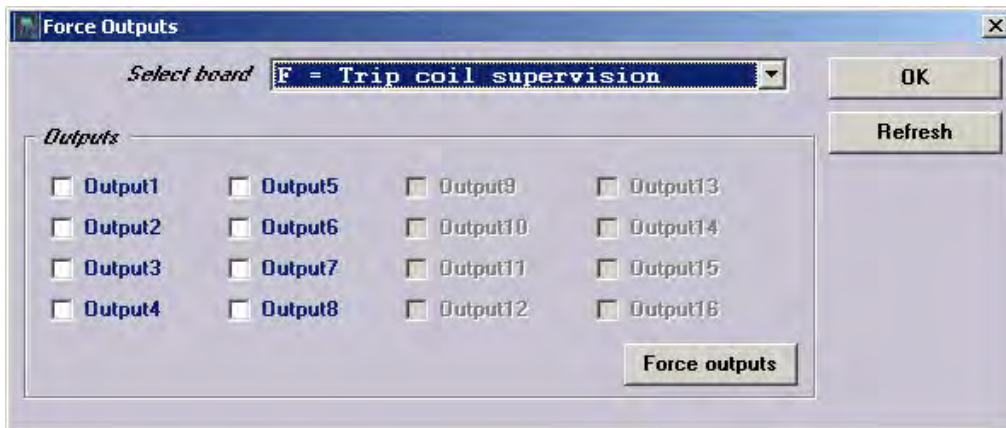 Force Outputs
Select board F = Trip coil supervision OK
Refresh
Outputs
Output1 Output5 Output9 Output13
Output2 Output6 Output10 Output14
Output3 Output7 Output11 Output15
Output4 Output8 Output12 Output16
Force outputs